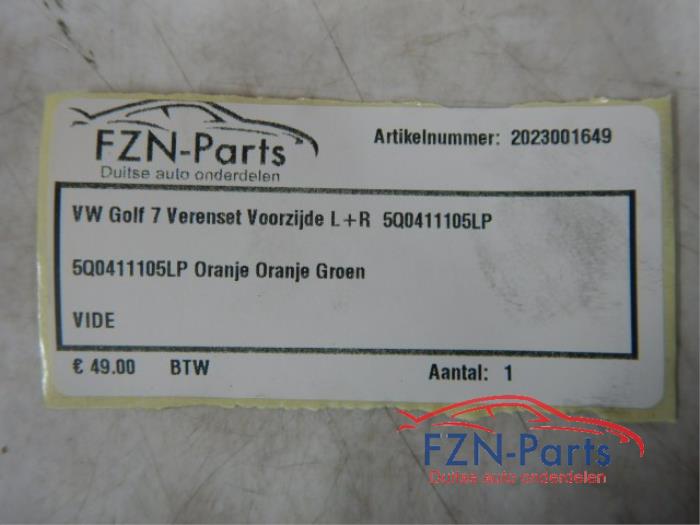 FZN-Parts
Duitse auto onderdelen
Artikelnummer: 2023001649
VW Golf 7 Verenset Voorzijde L+R 5Q0411105LP
5Q0411105LP Oranje Oranje Groen
VIDE
€ 49.00 BTW Aantal: 1
FZN-Parts
Duitse auto onderdelen